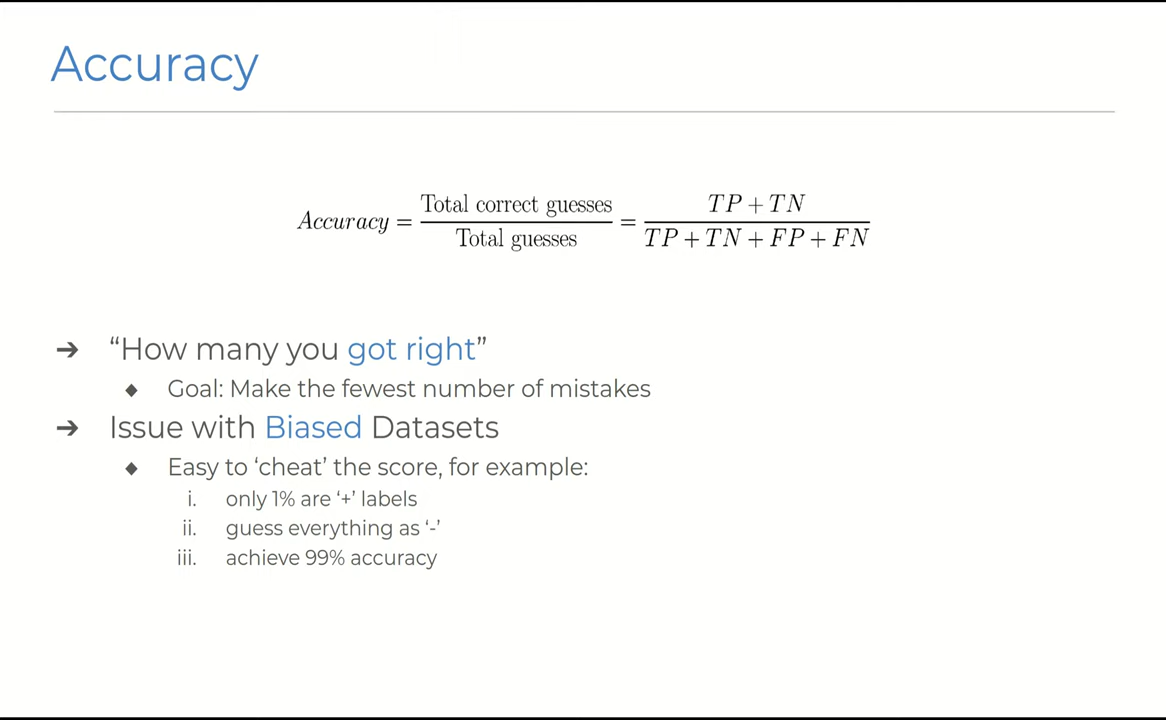 Accuracy
Accuracy = Total correct guesses / Total guesses = TP + TN / TP + TN + FP + FN
➔ “How many you got right”
◆ Goal: Make the fewest number of mistakes
➔ Issue with Biased Datasets
◆ Easy to ‘cheat’ the score, for example:
i. only 1% are ‘+’ labels
ii. guess everything as ‘-’
iii. achieve 99% accuracy